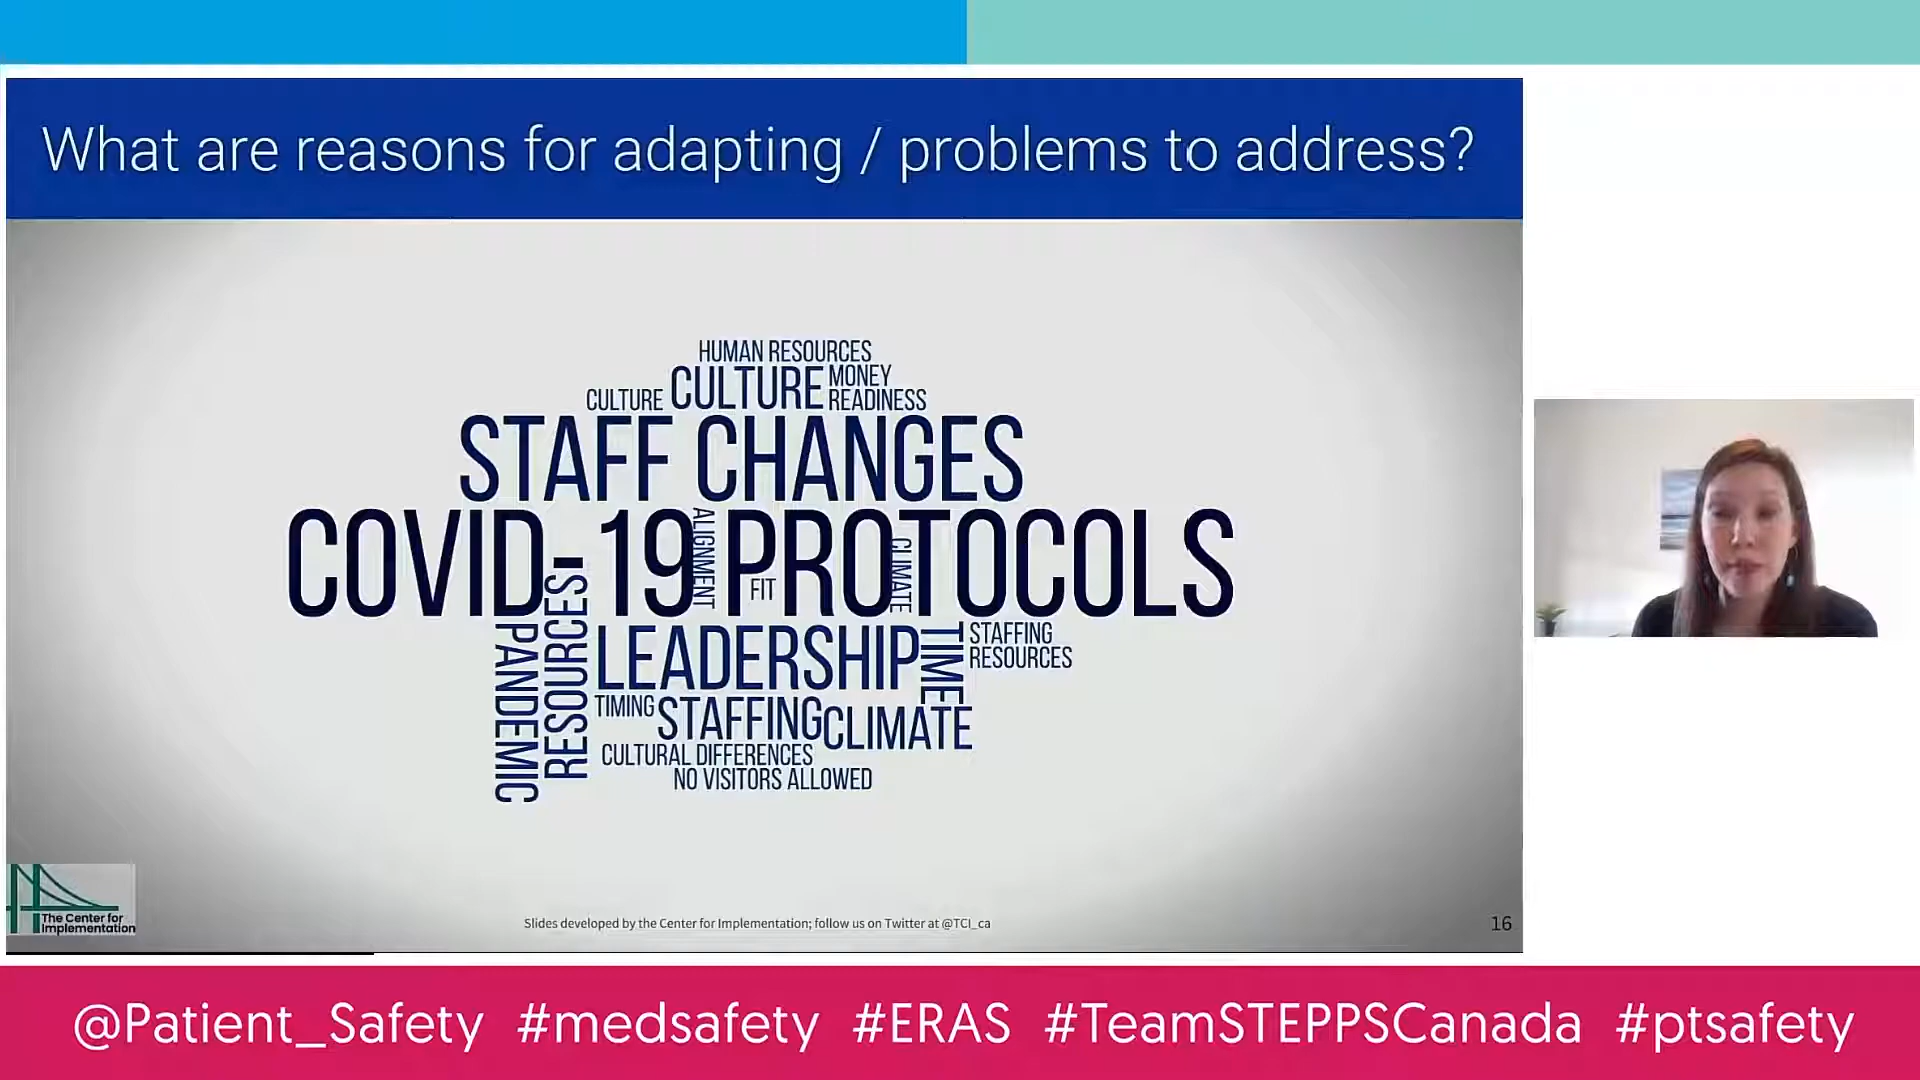 What are reasons for adapting / problems to address?
HUMAN RESOURCES
CULTURE
CULTURE
MONEY
READINESS
STAFF CHANGES
COVID-19 PROTOCOLS
ALIGNMENT
FIT
CLIMATE
PANDEMIC
RESOURCES
LEADERSHIP
TIME
STAFFING
RESOURCES
TIMING
STAFFING
CLIMATE
CULTURAL DIFFERENCES
NO VISITORS ALLOWED
The Center for
Implementation
Slides developed by the Center for Implementation; follow us on Twitter at @TCI_ca
16
@Patient_Safety #medsafety #ERAS #TeamSTEPPSCanada #ptsafety